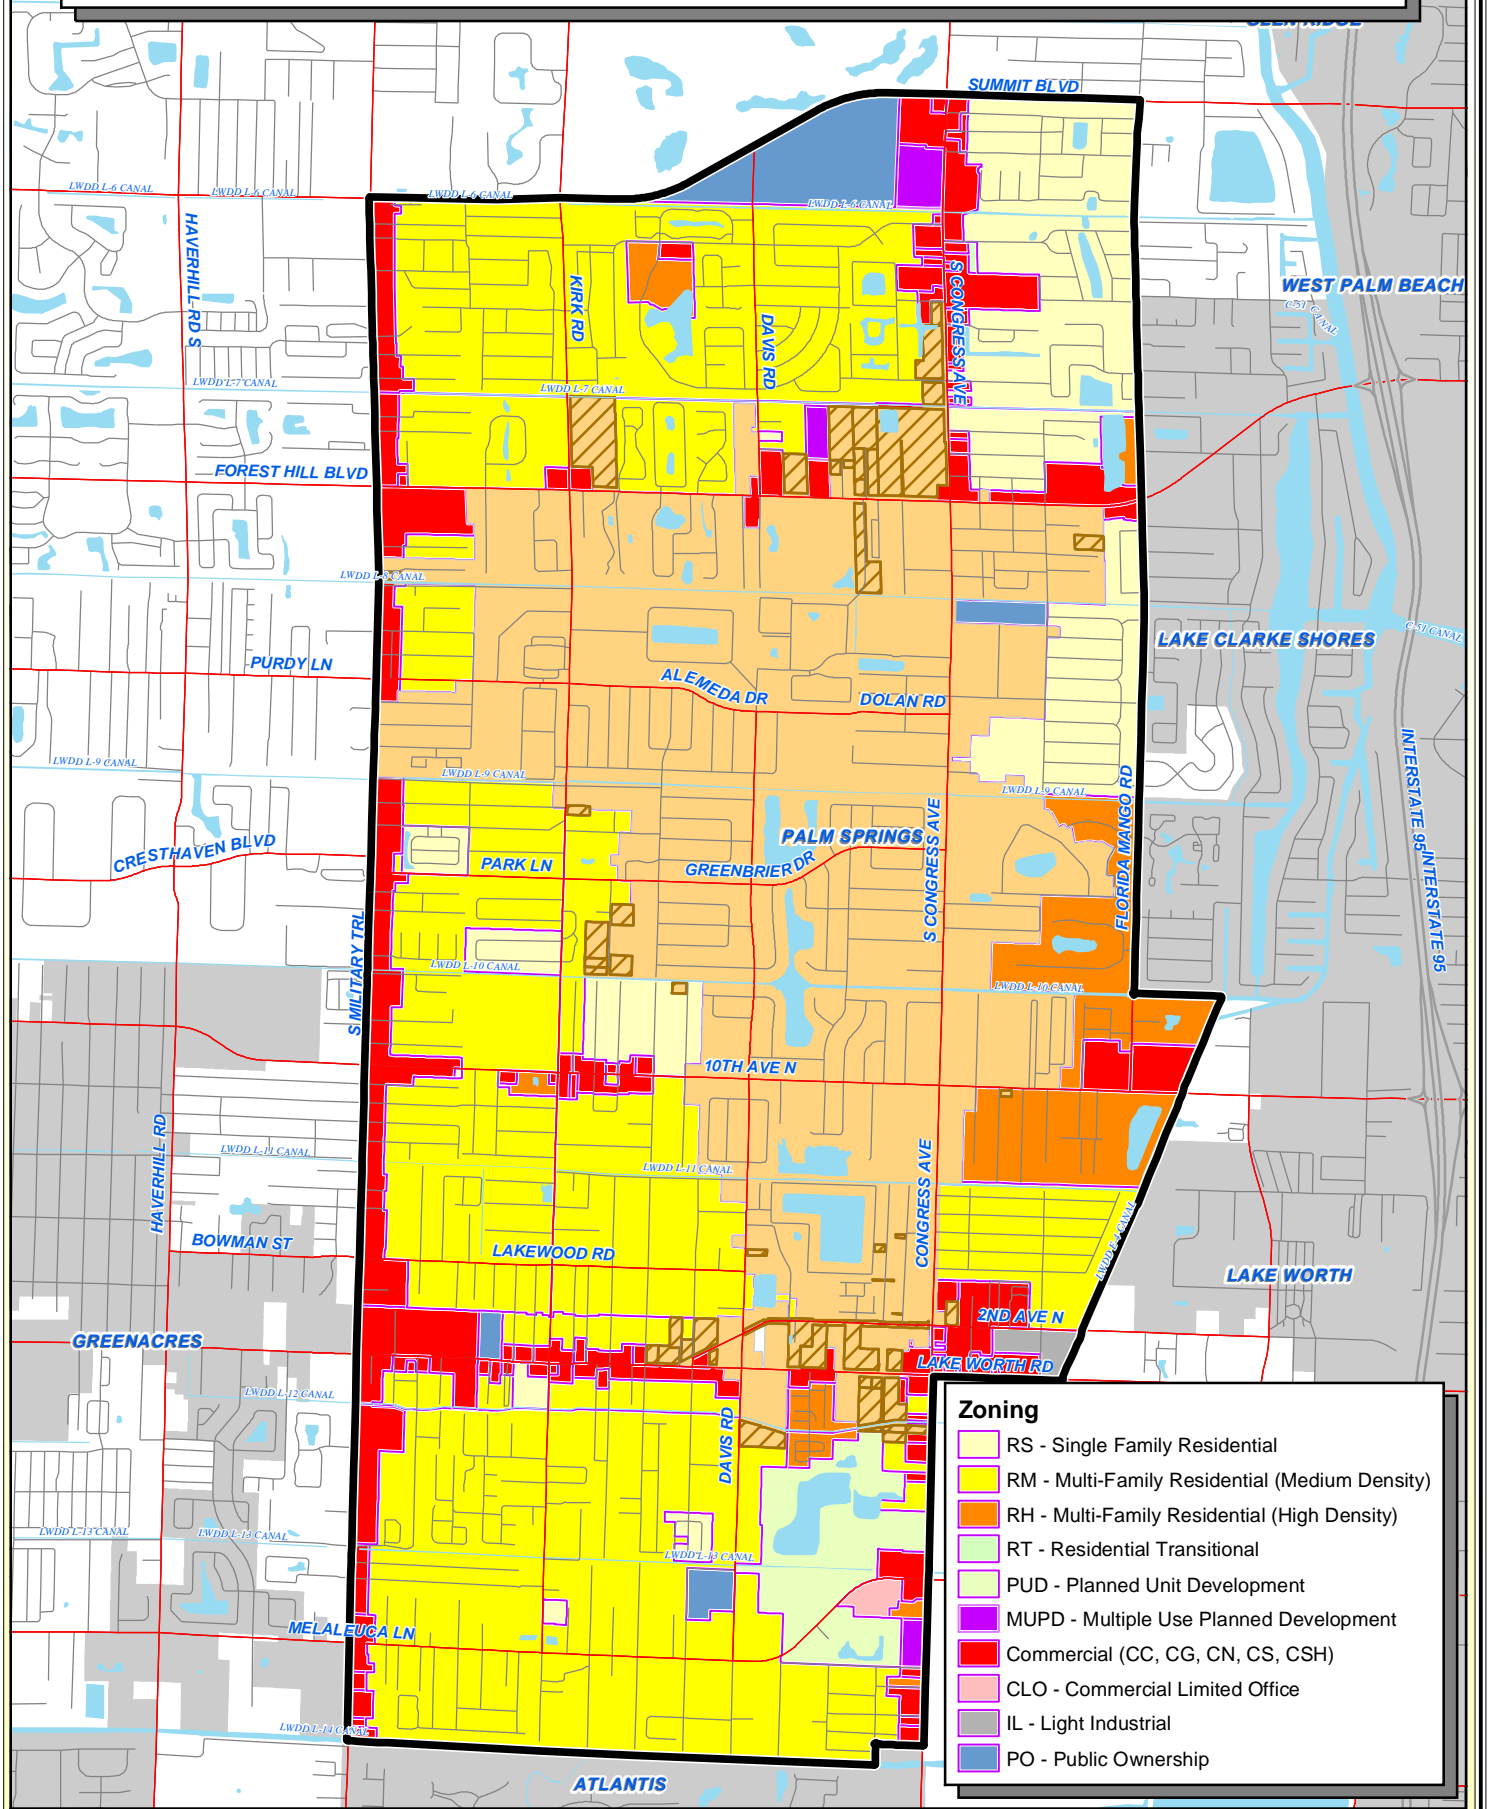 GLEN RIDGE
SUMMIT BLVD
LWDD L-6 CANAL
LWDD L-6 CANAL
LWDD L-6 CANAL
LWDD L-6 CANAL
HAVERHILL RD S
KIRK RD
DAVIS RD
S CONGRESS AVE
WEST PALM BEACH
C-51 CANAL
LWDD L-7 CANAL
LWDD L-7 CANAL
FOREST HILL BLVD
LWDD L-8 CANAL
C-51 CANAL
LAKE CLARKE SHORES
PURDY LN
ALEMEDA DR
DOLAN RD
INTERSTATE 95
LWDD L-9 CANAL
LWDD L-9 CANAL
LWDD L-9 CANAL
FLORIDA MANGO RD
S CONGRESS AVE
PALM SPRINGS
CRESTHAVEN BLVD
PARK LN
GREENBRIER DR
INTERSTATE 95
S MILITARY TRL
LWDD L-10 CANAL
LWDD L-10 CANAL
10TH AVE N
HAVERHILL RD
LWDD L-11 CANAL
LWDD L-11 CANAL
CONGRESS AVE
LWDD E-4 CANAL
BOWMAN ST
LAKEWOOD RD
LAKE WORTH
2ND AVE N
GREENACRES
LAKE WORTH RD
LWDD L-12 CANAL
DAVIS RD
LWDD L-13 CANAL
LWDD L-13 CANAL
LWDD L-13 CANAL
MELALEUCA LN
LWDD L-14 CANAL
ATLANTIS
Zoning
RS - Single Family Residential
RM - Multi-Family Residential (Medium Density)
RH - Multi-Family Residential (High Density)
RT - Residential Transitional
PUD - Planned Unit Development
MUPD - Multiple Use Planned Development
Commercial (CC, CG, CN, CS, CSH)
CLO - Commercial Limited Office
IL - Light Industrial
PO - Public Ownership